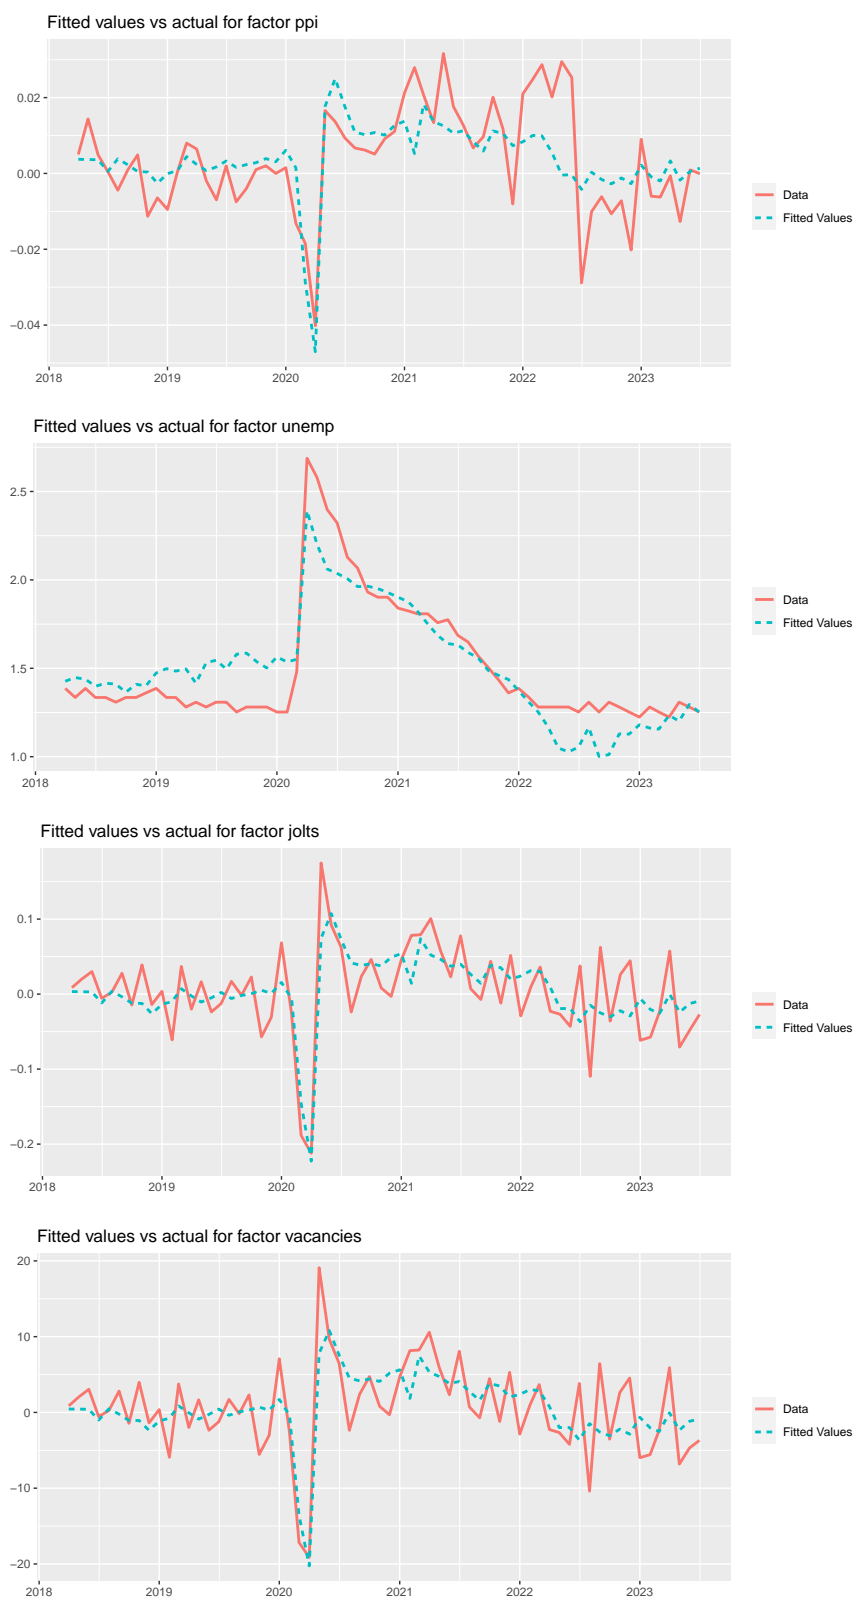 Fitted values vs actual for factor ppi
0.02
0.00
−0.02
−0.04
2018 2019 2020 2021 2022 2023
Data
Fitted Values
Fitted values vs actual for factor unemp
2.5
2.0
1.5
1.0
2018 2019 2020 2021 2022 2023
Data
Fitted Values
Fitted values vs actual for factor jolts
0.1
0.0
−0.1
−0.2
2018 2019 2020 2021 2022 2023
Data
Fitted Values
Fitted values vs actual for factor vacancies
20
10
0
−10
−20
2018 2019 2020 2021 2022 2023
Data
Fitted Values